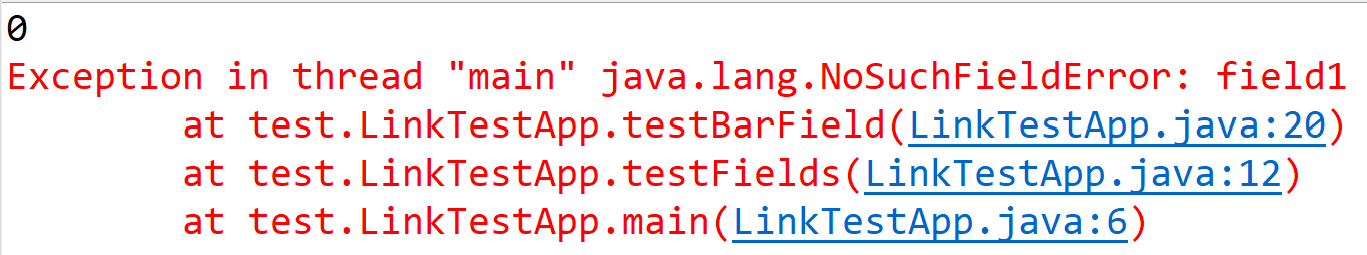 0
Exception in thread "main" java.lang.NoSuchFieldError: field1
at test.LinkTestApp.testBarField(LinkTestApp.java:20)
at test.LinkTestApp.testFields(LinkTestApp.java:12)
at test.LinkTestApp.main(LinkTestApp.java:6)